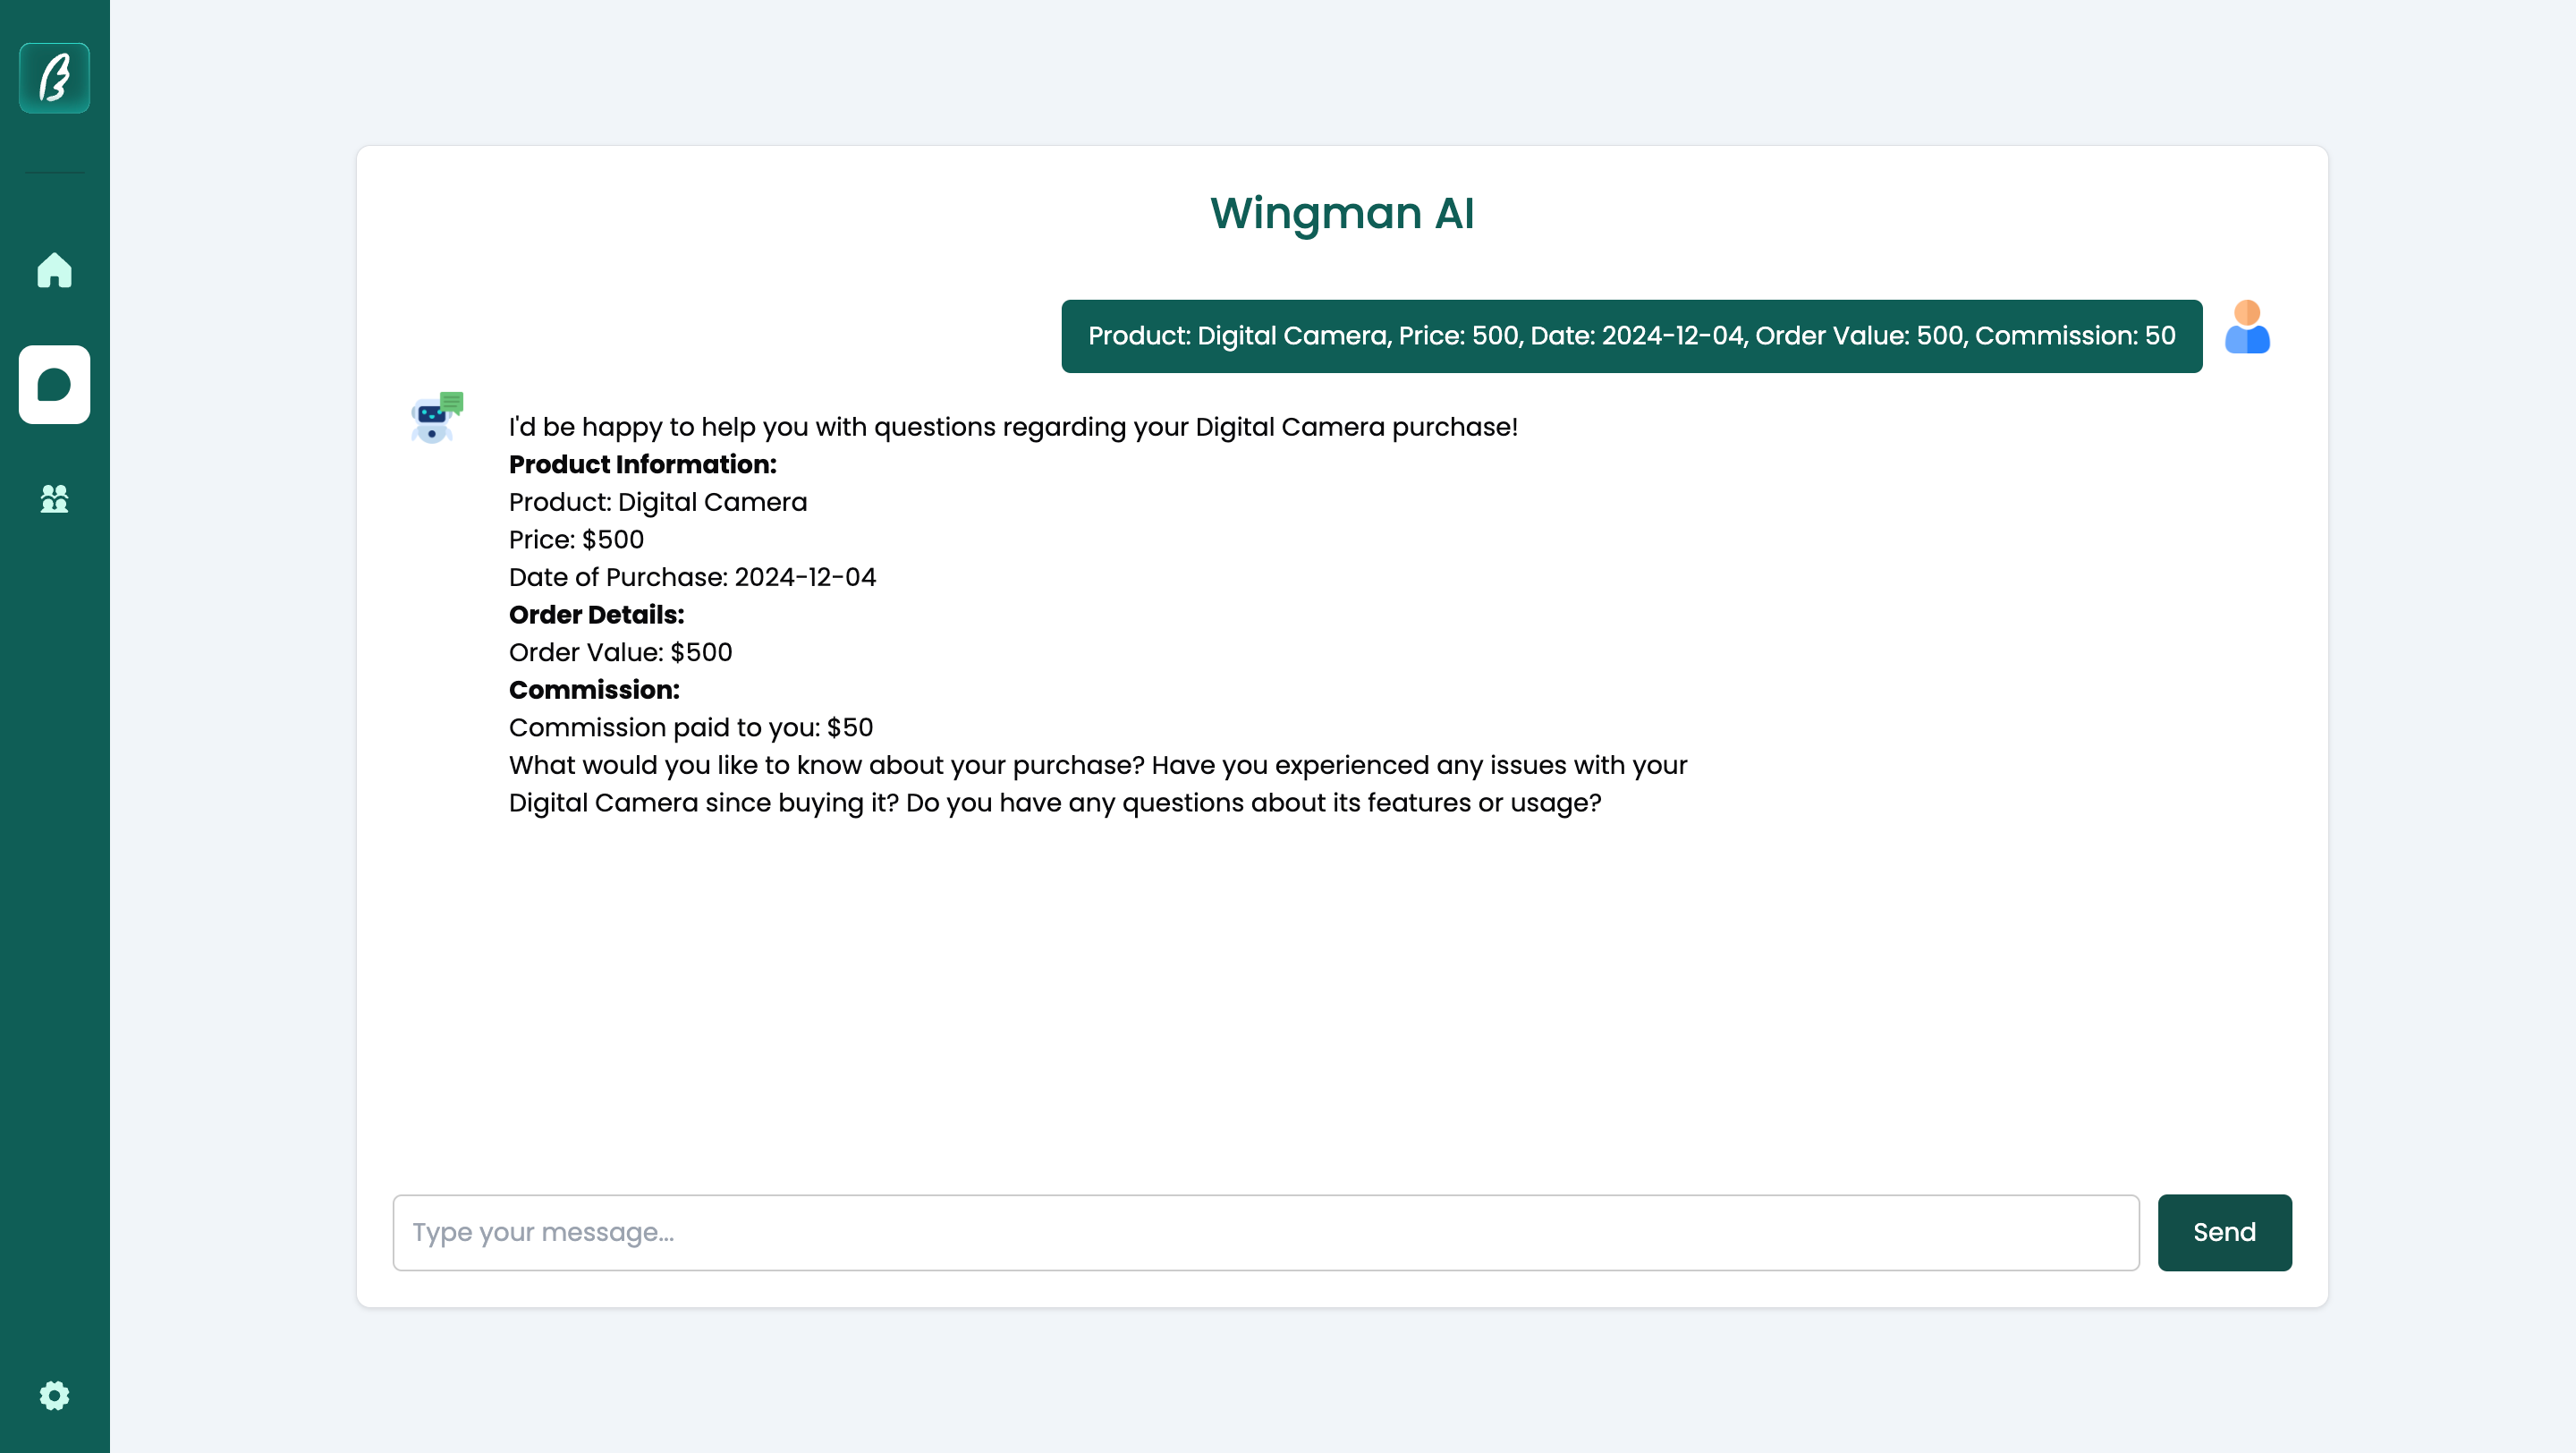 Wingman AI
Product: Digital Camera, Price: 500, Date: 2024-12-04, Order Value: 500, Commission: 50
I'd be happy to help you with questions regarding your Digital Camera purchase!
Product Information:
Product: Digital Camera
Price: $500
Date of Purchase: 2024-12-04
Order Details:
Order Value: $500
Commission:
Commission paid to you: $50
What would you like to know about your purchase? Have you experienced any issues with your
Digital Camera since buying it? Do you have any questions about its features or usage?
Type your message...
Send